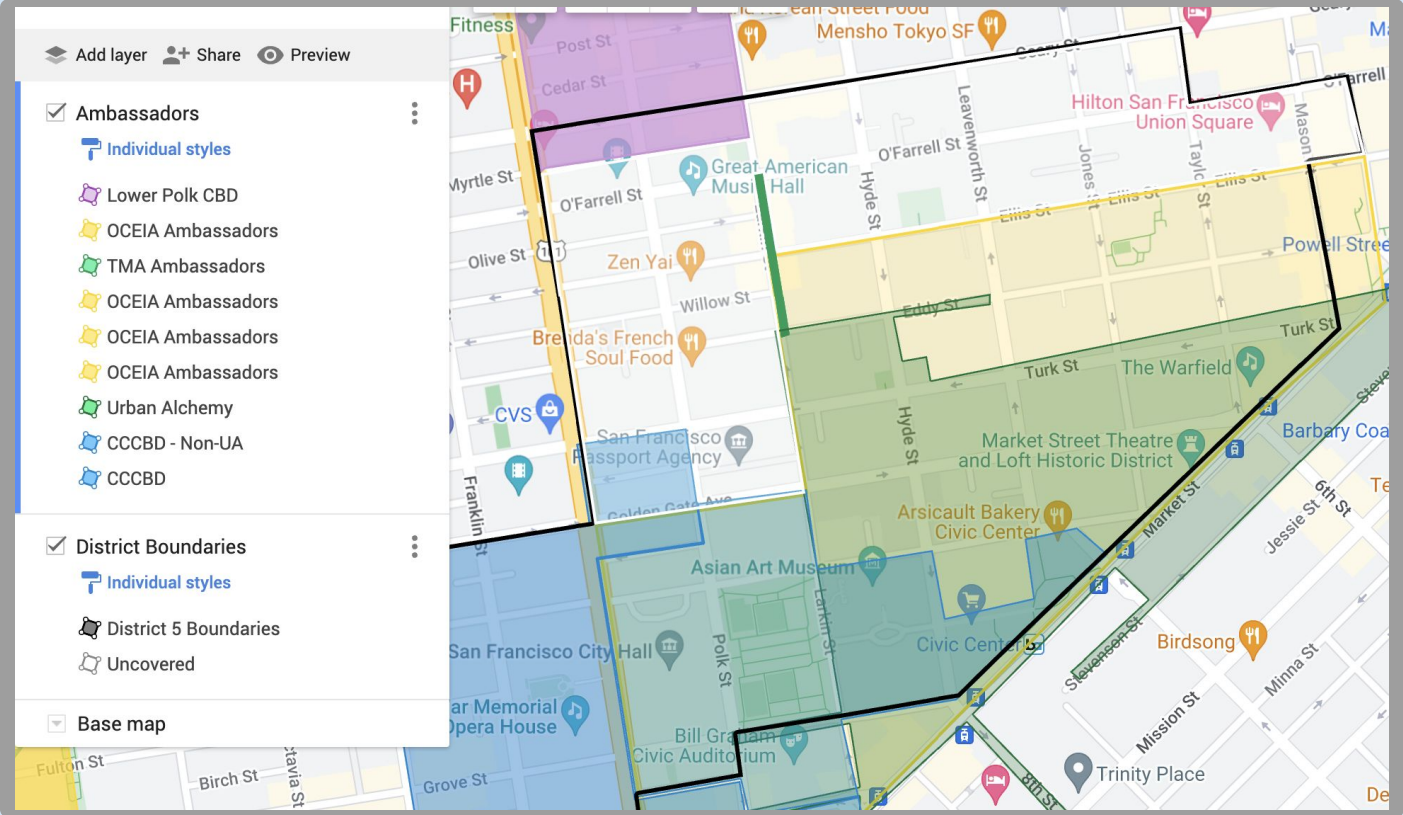 Add layer
Share
Preview
Ambassadors
Individual styles
Lower Polk CBD
OCEIA Ambassadors
TMA Ambassadors
OCEIA Ambassadors
OCEIA Ambassadors
OCEIA Ambassadors
Urban Alchemy
CCCBD - Non-UA
CCCBD
District Boundaries
Individual styles
District 5 Boundaries
Uncovered
Base map
Fitness
Post St
Mensho Tokyo SF
Geary St
Cedar St
H
Leavenworth St
Hilton San Francisco
Union Square
O'Farrell
Mason
Great American
Music Hall
O'Farrell St
Myrtle St
O'Farrell St
Hyde St
Jones St
Ellis St
Ellis St
Ellis St
St
Olive St
101
Zen Yai
Powell Stree
Willow St
Eddy St
Brenda's French
Soul Food
Turk St
Turk St
The Warfield
CVS
Hyde St
San Francisco
Passport Agency
Market Street Theatre
and Loft Historic District
Barbary Coa
Franklin St
Golden Gate Ave
Arsicault Bakery
Civic Center
Market St
6th St
Jessie St
Asian Art Museum
Larkin St
San Francisco City Hall
Polk St
Civic Center
Stevenson St
Birdsong
Minna St
ar Memorial
Opera House
Bill Graham
Civic Auditorium
Mission St
Fulton St
Birch St
ctavia St
Grove St
8th St
Trinity Place